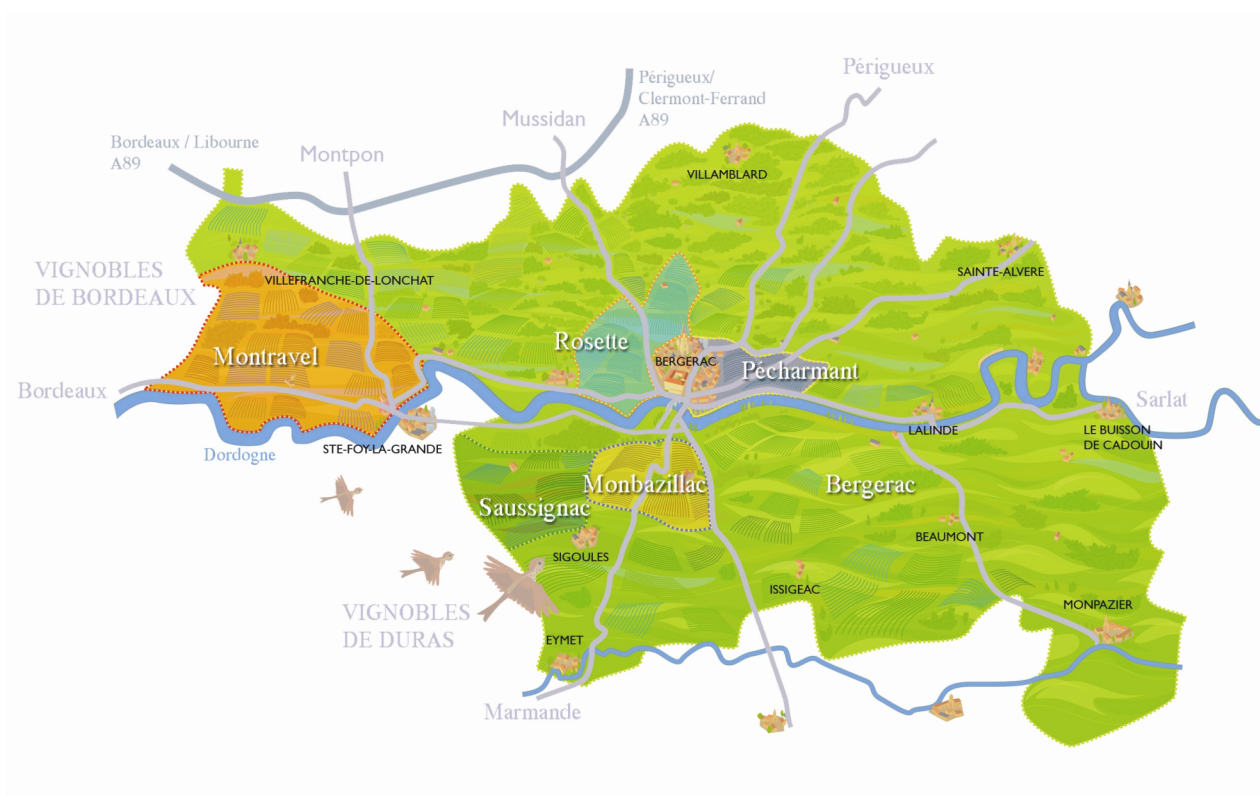 Périgueux
Périgueux/
Clermont-Ferrand
A89
Mussidan
Bordeaux / Libourne
A89
Montpon
VILLAMBLARD
VIGNOBLES
DE BORDEAUX
VILLEFRANCHE-DE-LONCHAT
SAINTE-ALVERE
Montravel
Rosette
BERGERAC
Pécharmant
Bordeaux
Sarlat
Dordogne
STE-FOY-LA-GRANDE
LALINDE
LE BUISSON
DE CADOUIN
Monbazillac
Bergerac
Saussignac
SIGOULES
BEAUMONT
ISSIGEAC
MONPAZIER
VIGNOBLES
DE DURAS
EYMET
Marmande